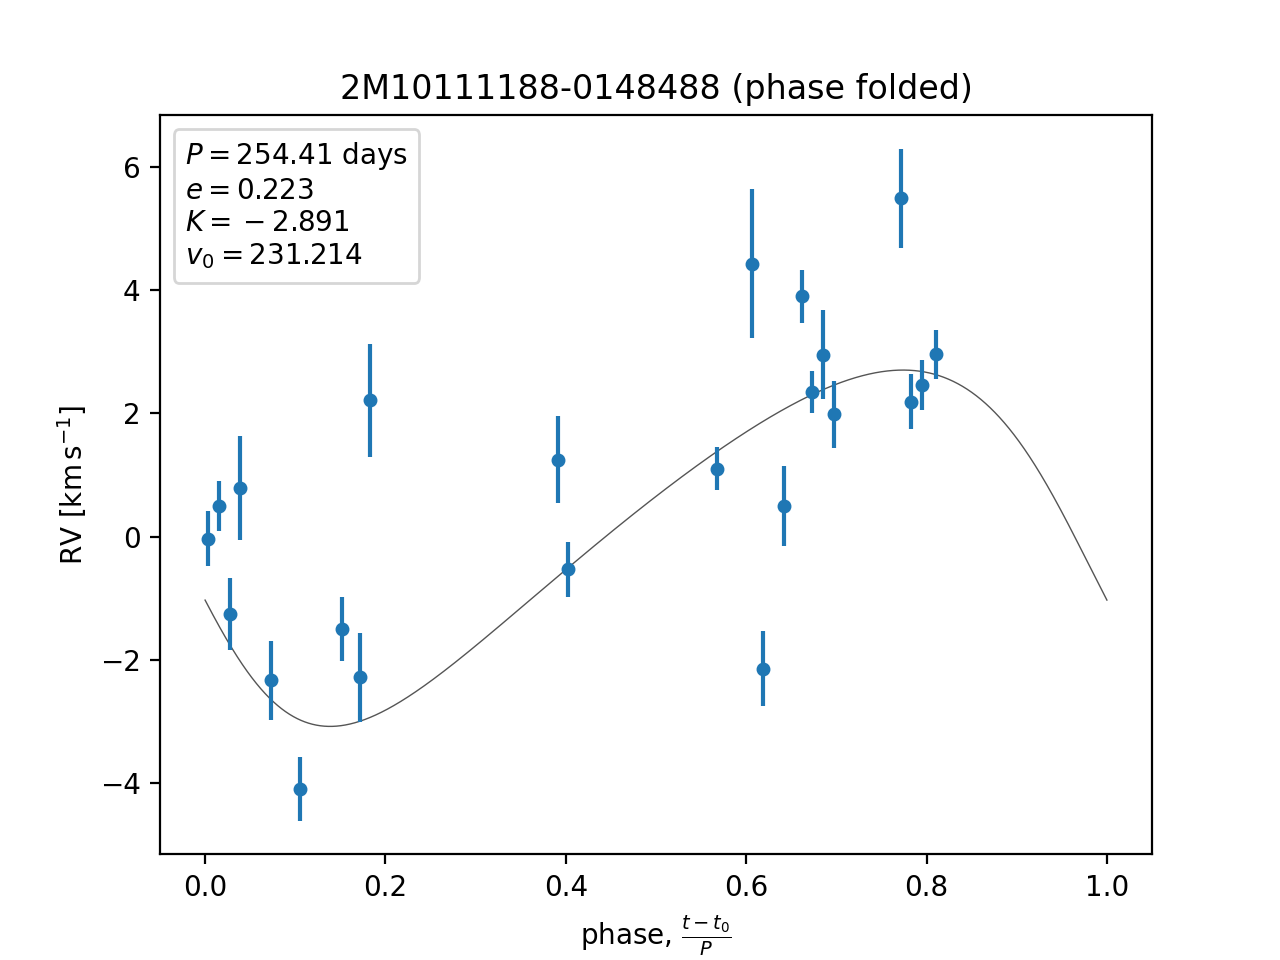 2M10111188-0148488 (phase folded)
P = 254.41 days
e = 0.223
K = −2.891
v₀ = 231.214
6
4
2
0
−2
−4
RV [km s⁻¹]
0.0 0.2 0.4 0.6 0.8 1.0
phase, (t − t₀)/P